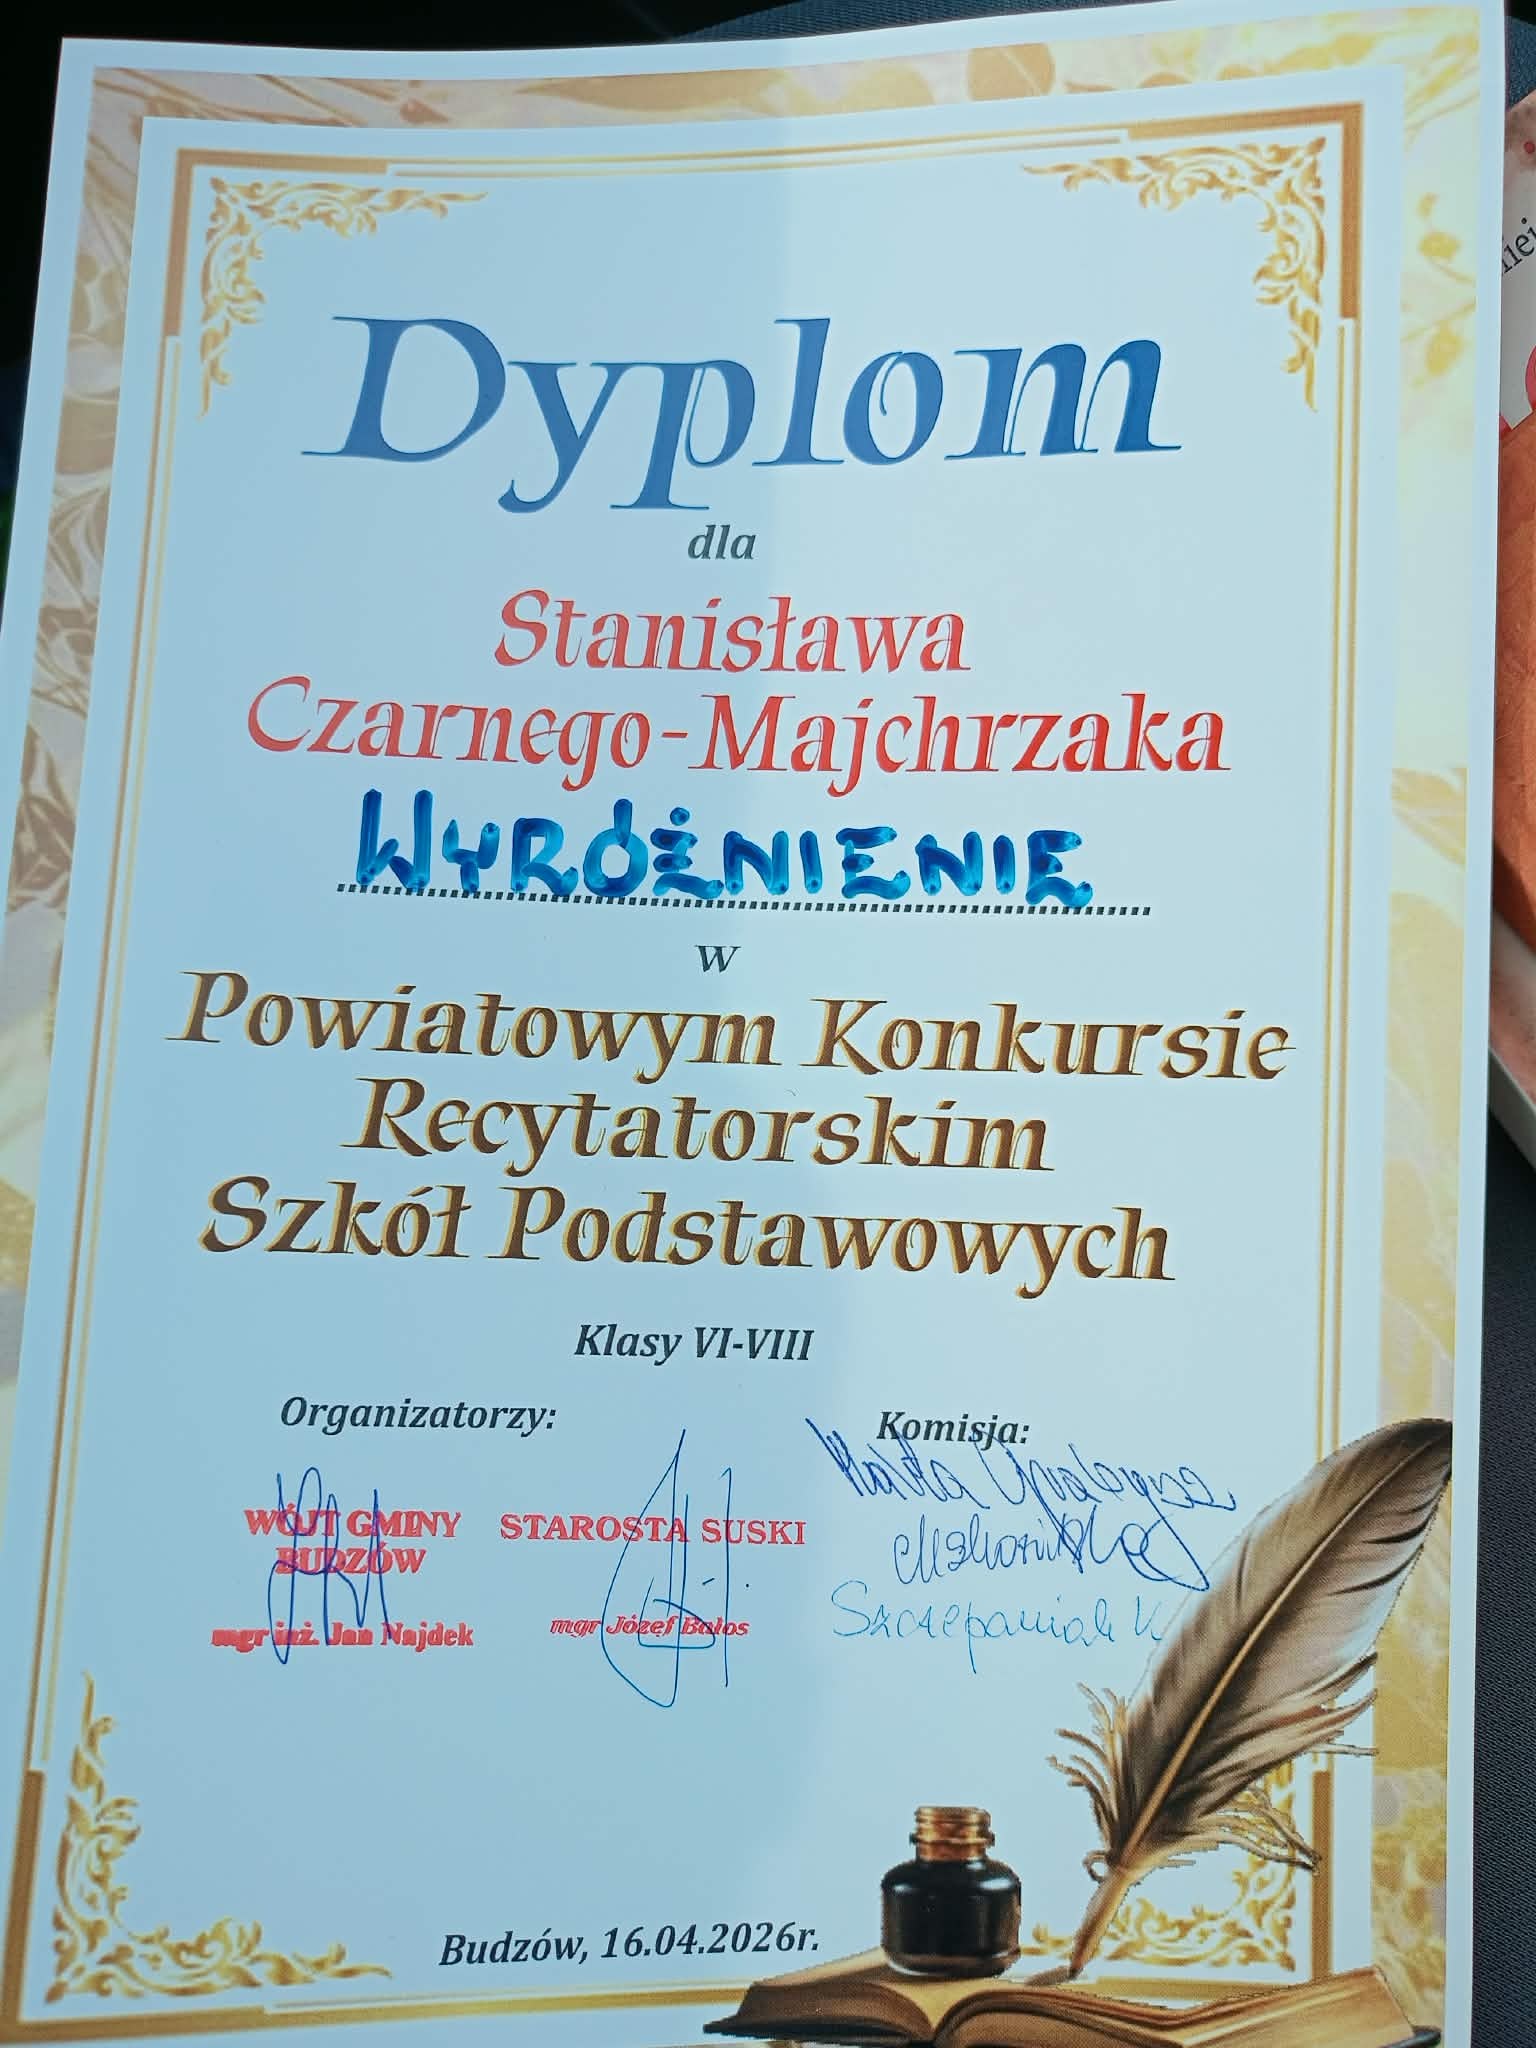 Dyplom
dla
Stanisława
Czarnego-Majchrzaka
WYRÓŻNIENIE
w
Powiatowym Konkursie
Recytatorskim
Szkół Podstawowych
Klasy VI-VIII
Organizatorzy:
Komisja:
WÓJT GMINY
BUDZÓW
mgr inż. Jan Najdek
STAROSTA SUSKI
mgr Józef Bałos
Szczepaniak K
Budzów, 16.04.2026r.